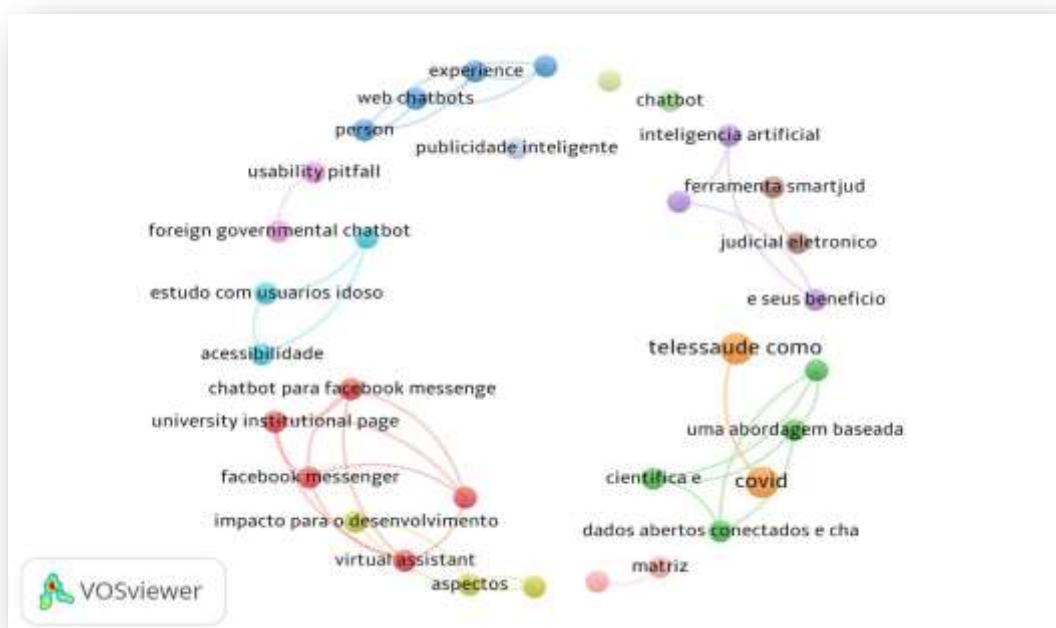 experience
web chatbots
person
chatbot
inteligencia artificial
publicidade inteligente
usability pitfall
ferramenta smartjud
foreign governmental chatbot
judicial eletronico
estudo com usuarios idoso
e seus beneficio
acessibilidade
telessaude como
chatbot para facebook messenge
university institutional page
uma abordagem baseada
facebook messenger
cientifica e
covid
impacto para o desenvolvimento
dados abertos conectados e cha
virtual assistant
matriz
aspectos
VOSviewer